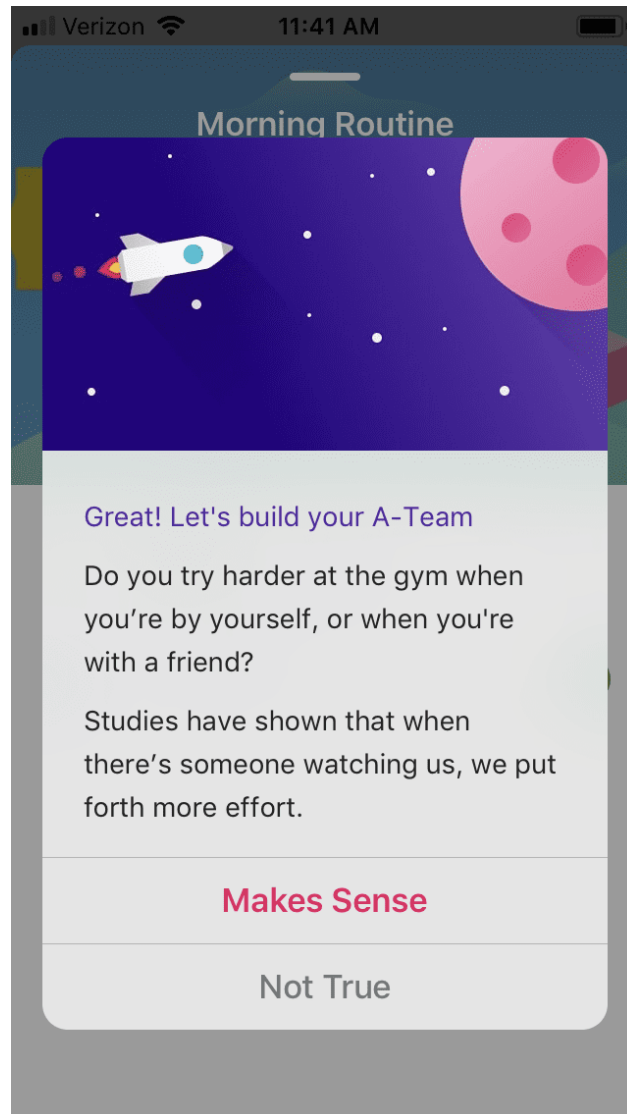 Verizon 11:41 AM
Morning Routine
Great! Let's build your A-Team
Do you try harder at the gym when
you’re by yourself, or when you're
with a friend?
Studies have shown that when
there’s someone watching us, we put
forth more effort.
Makes Sense
Not True